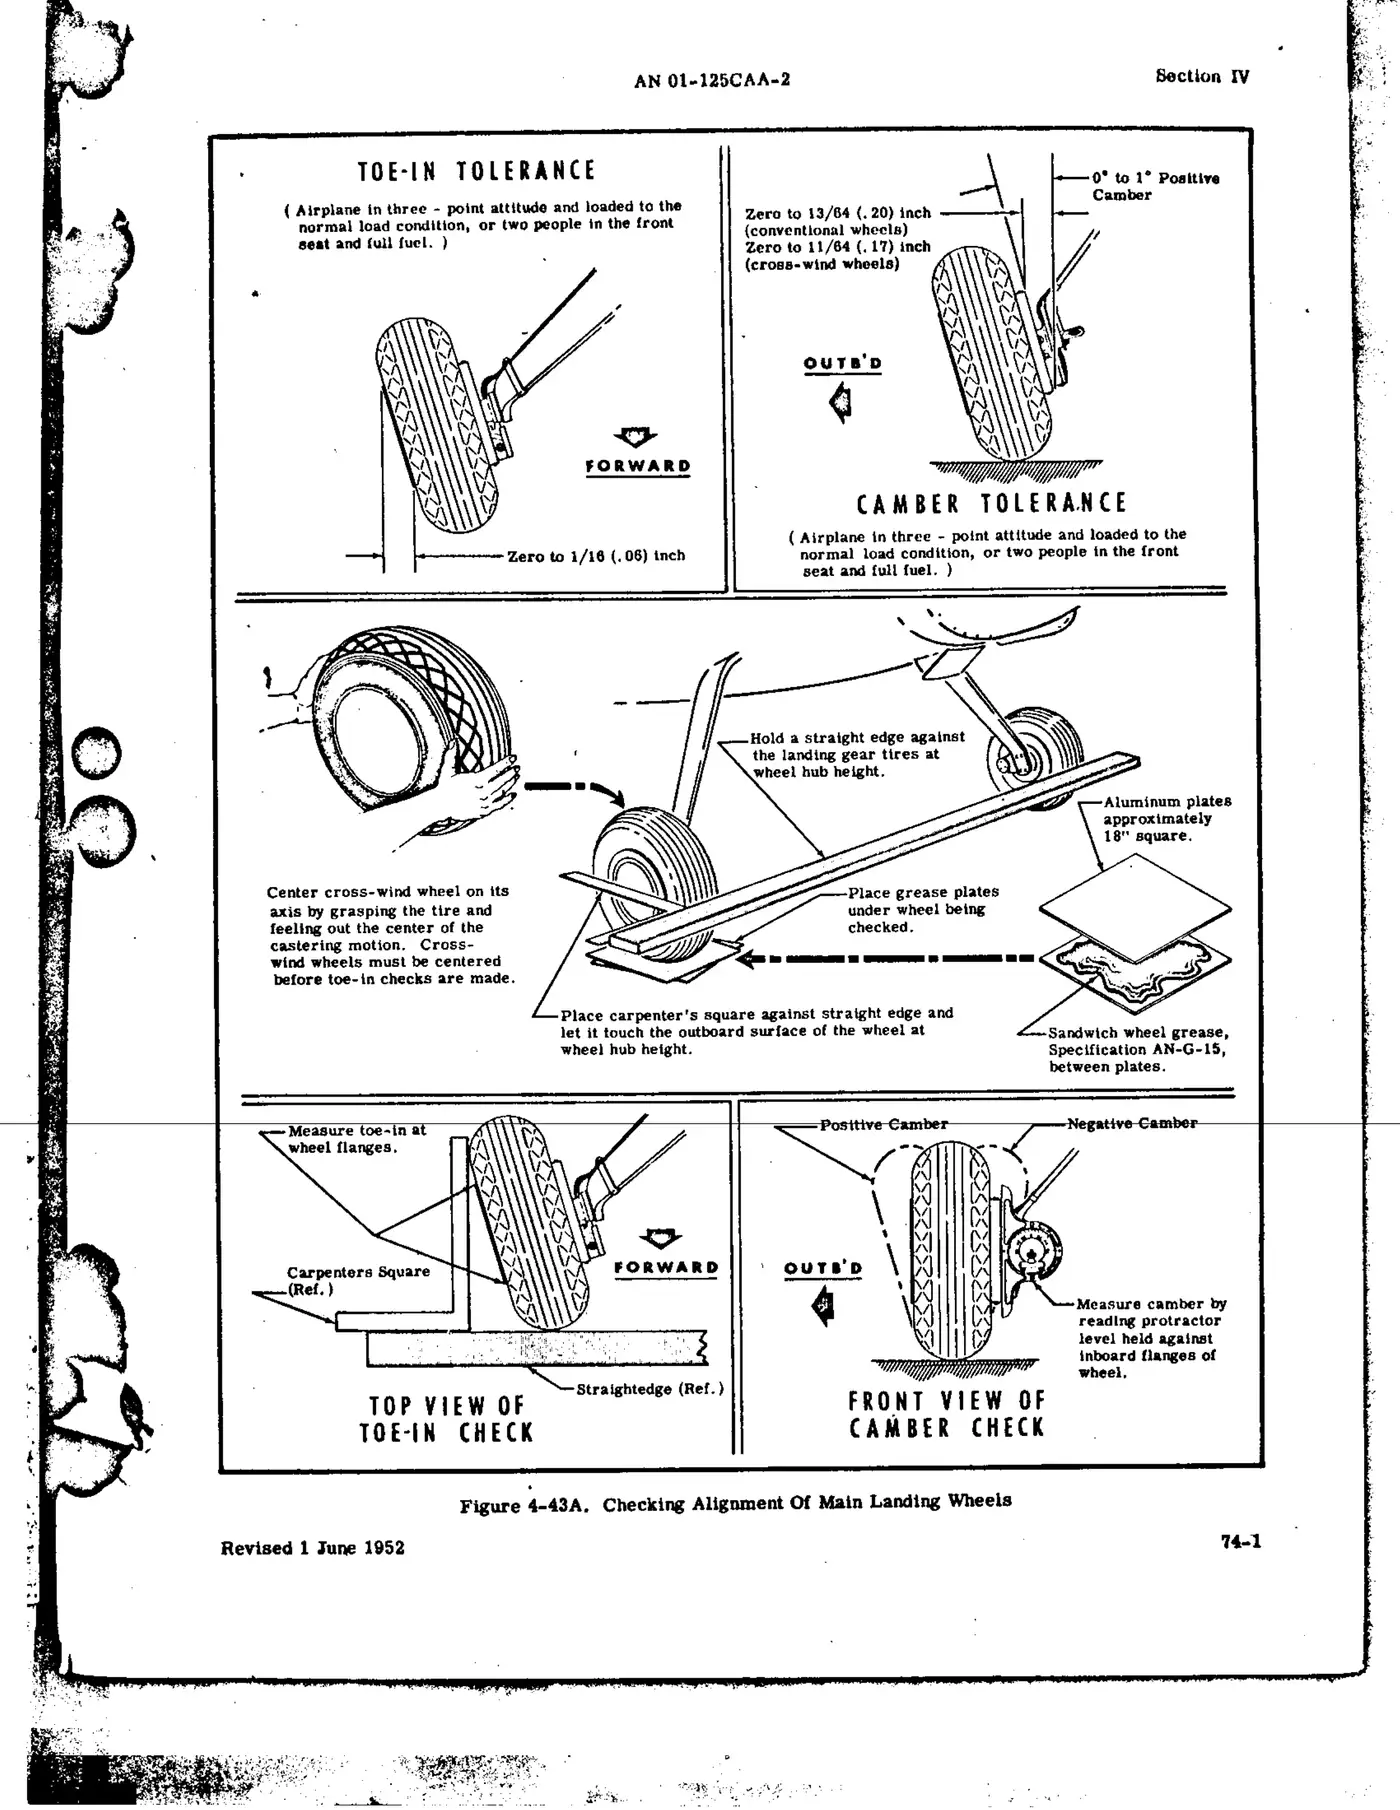 AN 01-125CAA-2
Section IV
TOE-IN TOLERANCE
( Airplane in three - point attitude and loaded to the
normal load condition, or two people in the front
seat and full fuel. )
FORWARD
Zero to 1/16 (.06) inch
0° to 1° Positive
Camber
Zero to 13/64 (.20) inch
(conventional wheels)
Zero to 11/64 (.17) inch
(cross-wind wheels)
OUTB'D
CAMBER TOLERANCE
( Airplane in three - point attitude and loaded to the
normal load condition, or two people in the front
seat and full fuel. )
Hold a straight edge against
the landing gear tires at
wheel hub height.
Aluminum plates
approximately
18" square.
Center cross-wind wheel on its
axis by grasping the tire and
feeling out the center of the
castering motion. Cross-
wind wheels must be centered
before toe-in checks are made.
Place grease plates
under wheel being
checked.
Place carpenter's square against straight edge and
let it touch the outboard surface of the wheel at
wheel hub height.
Sandwich wheel grease,
Specification AN-G-15,
between plates.
Measure toe-in at
wheel flanges.
Carpenters Square
(Ref.)
FORWARD
Straightedge (Ref.)
TOP VIEW OF
TOE-IN CHECK
Positive Camber
Negative Camber
OUTB'D
Measure camber by
reading protractor
level held against
inboard flanges of
wheel.
FRONT VIEW OF
CAMBER CHECK
Figure 4-43A. Checking Alignment Of Main Landing Wheels
Revised 1 June 1952
74-1